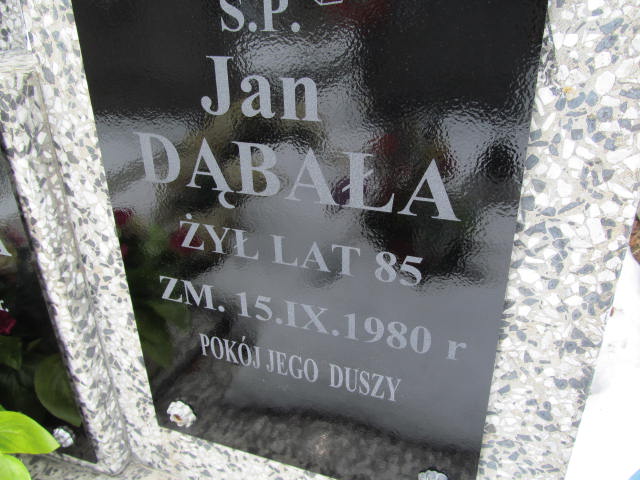 Ś.P.
Jan
DĄBAŁA
ŻYŁ LAT 85
ZM. 15.IX.1980 r
POKÓJ JEGO DUSZY